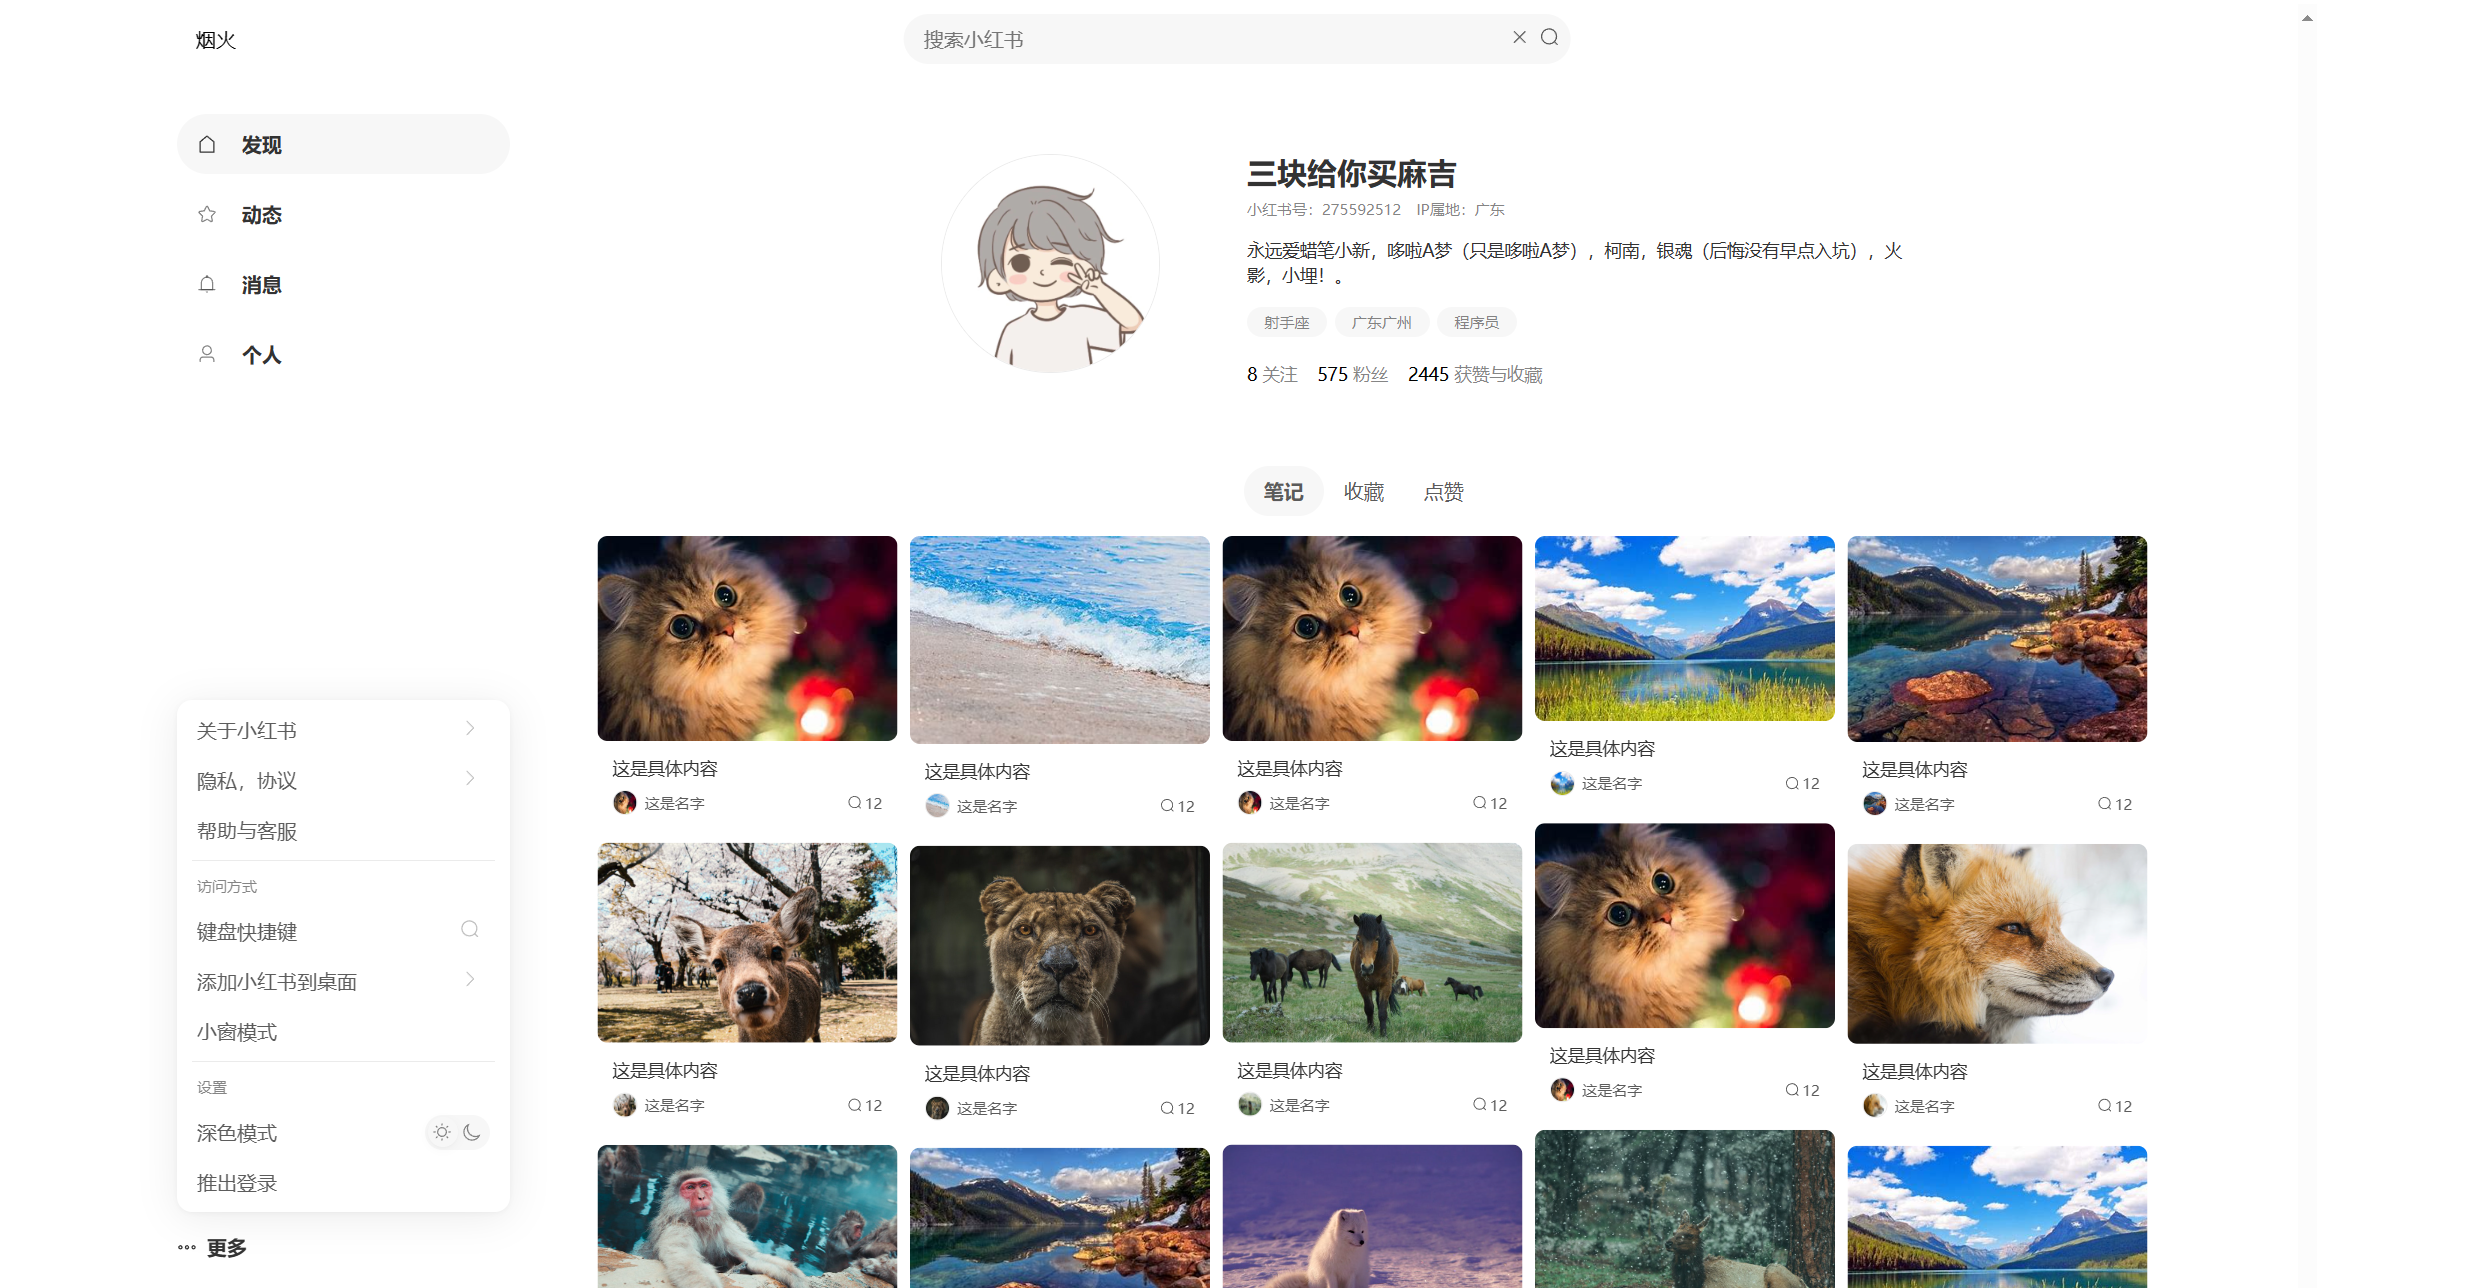 烟火
搜索小红书
发现
动态
消息
个人
三块给你买麻吉
小红书号：275592512 IP属地：广东
永远爱蜡笔小新，哆啦A梦（只是哆啦A梦），柯南，银魂（后悔没有早点入坑），火
影，小埋！。
射手座 广东广州 程序员
8 关注 575 粉丝 2445 获赞与收藏
笔记 收藏 点赞
这是具体内容
这是名字 12
这是具体内容
这是名字 12
这是具体内容
这是名字 12
这是具体内容
这是名字 12
这是具体内容
这是名字 12
这是具体内容
这是名字 12
这是具体内容
这是名字 12
这是具体内容
这是名字 12
这是具体内容
这是名字 12
这是具体内容
这是名字 12
关于小红书
隐私，协议
帮助与客服
访问方式
键盘快捷键
添加小红书到桌面
小窗模式
设置
深色模式
推出登录
更多